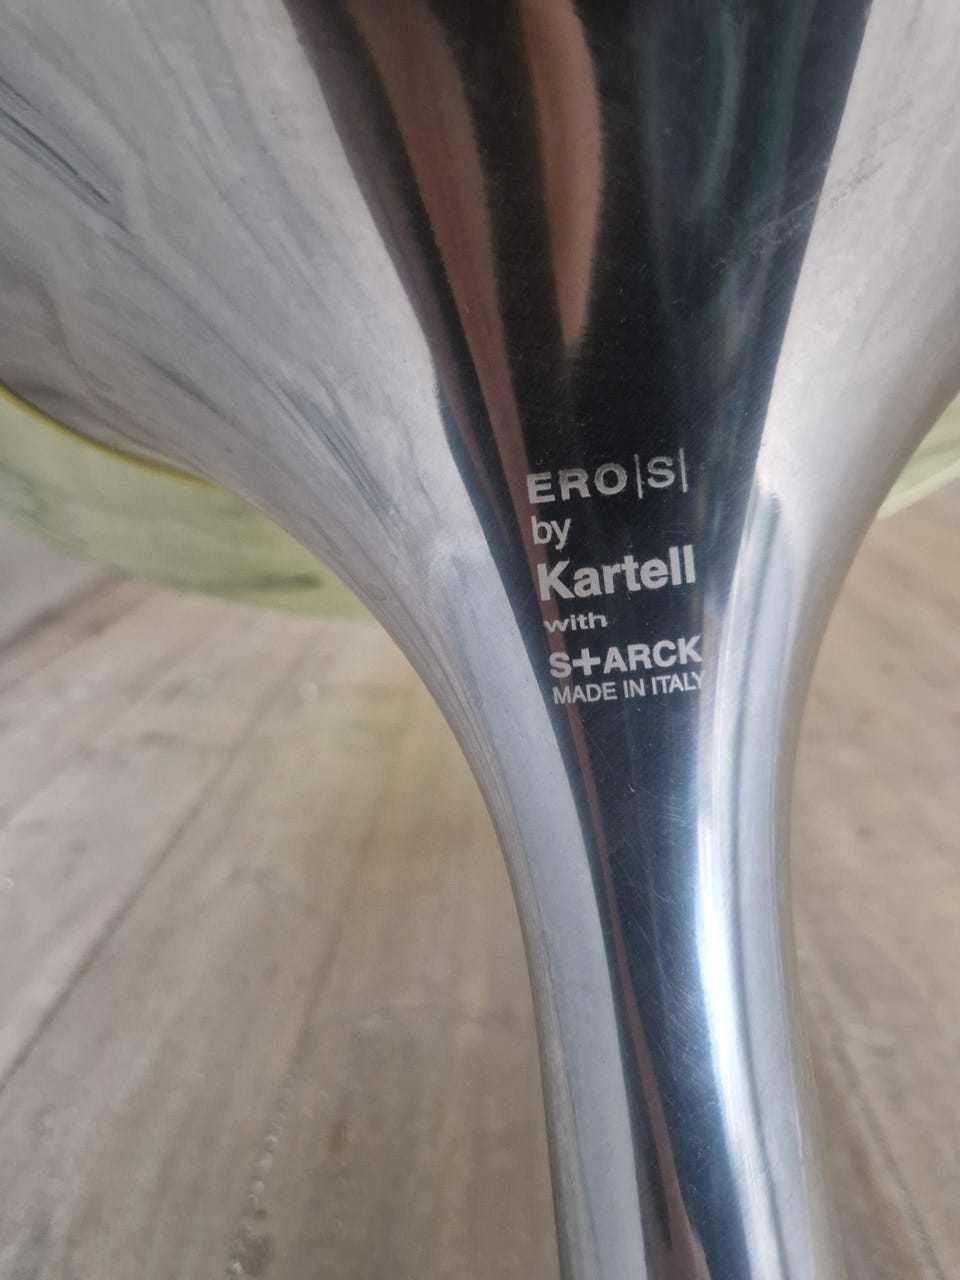 ERO|S|
by
Kartell
with
S+ARCK
MADE IN ITALY